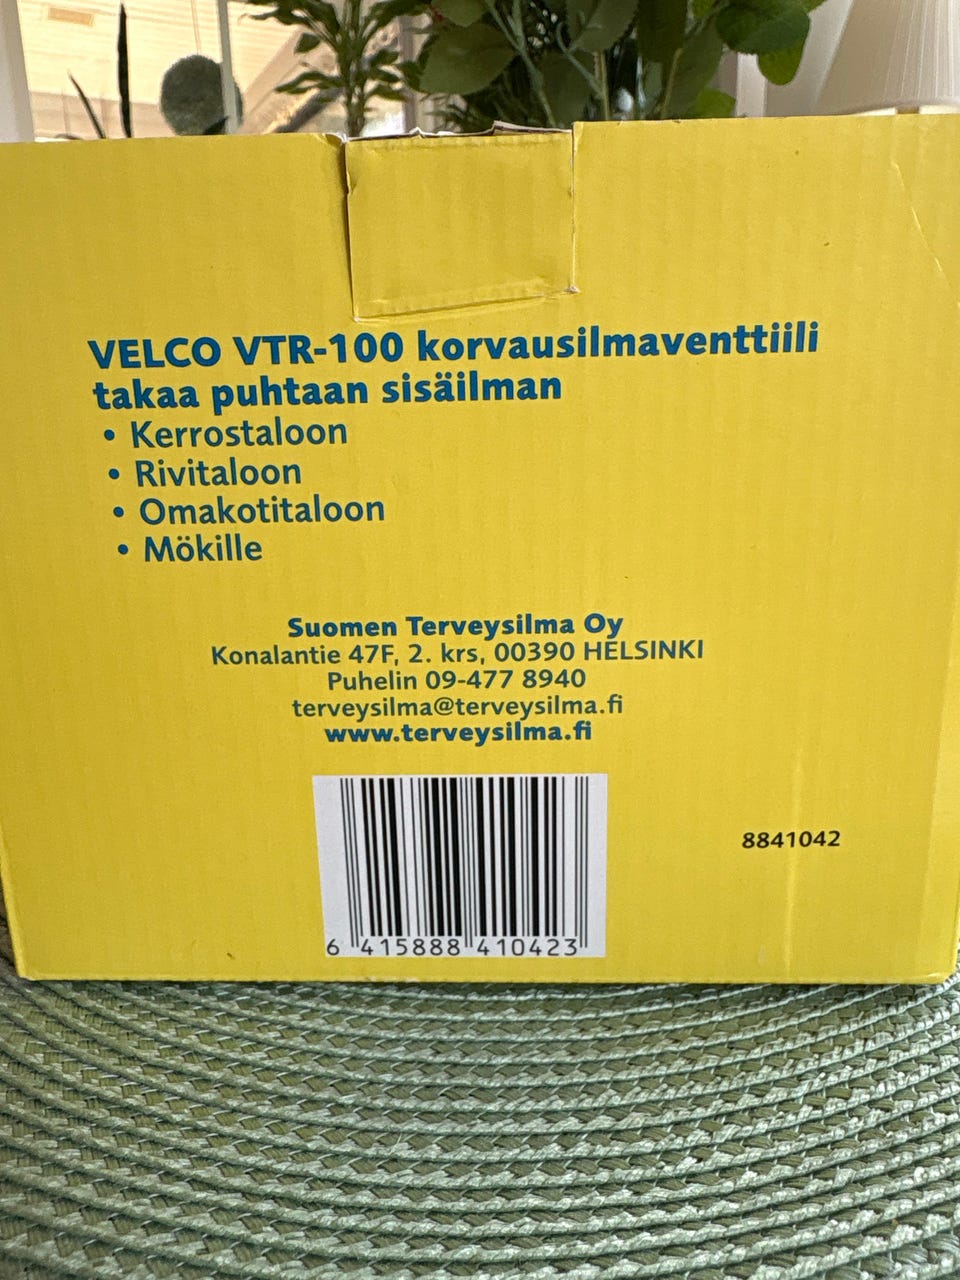 VELCO VTR-100 korvausilmaventtiili
takaa puhtaan sisäilman
• Kerrostaloon
• Rivitaloon
• Omakotitaloon
• Mökille
Suomen Terveysilma Oy
Konalantie 47F, 2. krs, 00390 HELSINKI
Puhelin 09-477 8940
terveysilma@terveysilma.fi
www.terveysilma.fi
8841042
6 415888 410423